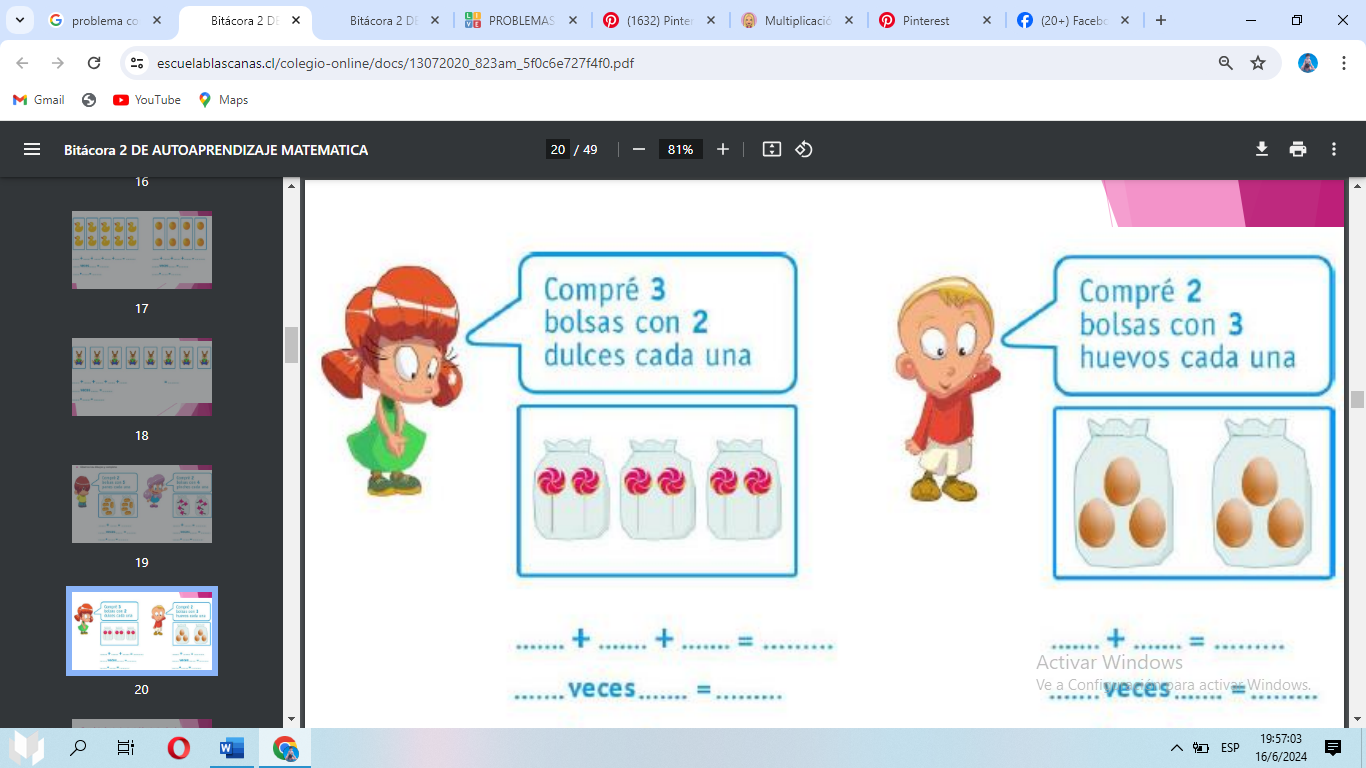 problema co
Bitácora 2 DE
Bitácora 2 DE
PROBLEMAS
(1632) Pinter
Multiplicació
Pinterest
(20+) Facebo
escuelablascanas.cl/colegio-online/docs/13072020_823am_5f0c6e727f4f0.pdf
Gmail
YouTube
Maps
Bitácora 2 DE AUTOAPRENDIZAJE MATEMATICA
20 / 49
81%
16
17
18
19
20
Compré 3
bolsas con 2
dulces cada una
Compré 2
bolsas con 3
huevos cada una
....... + ....... + ....... = ..........
....... veces ....... = ..........
....... + ....... = ..........
....... veces ....... = ..........
Activar Windows
Ve a Configuración para activar Windows.
ESP
19:57:03
16/6/2024